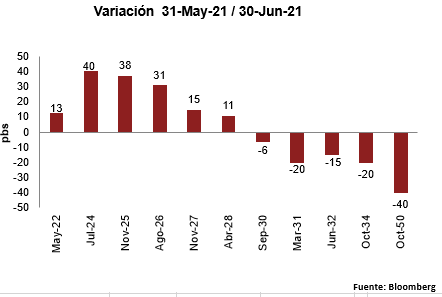 Variación 31-May-21 / 30-Jun-21
50
40
30
20
10
0
-10
-20
-30
-40
-50
pbs
13
40
38
31
15
11
-6
-20
-15
-20
-40
May-22
Jul-24
Nov-25
Ago-26
Nov-27
Abr-28
Sep-30
Mar-31
Jun-32
Oct-34
Oct-50
Fuente: Bloomberg